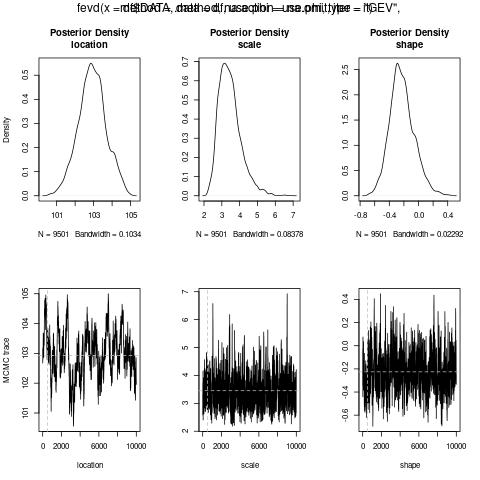 fevd(x =
Posterior Density
location
Posterior Density
scale
Posterior Density
shape
Density
0.0 0.1 0.2 0.3 0.4 0.5
101 103 105
N = 9501 Bandwidth = 0.1034
0.0 0.1 0.2 0.3 0.4 0.5 0.6 0.7
2 3 4 5 6 7
N = 9501 Bandwidth = 0.08378
0.0 0.5 1.0 1.5 2.0 2.5
-0.8 -0.4 0.0 0.4
N = 9501 Bandwidth = 0.02292
MCMC trace
101 102 103 104 105
0 2000 6000 10000
location
2 3 4 5 6 7
0 2000 6000 10000
scale
-0.6 -0.4 -0.2 0.0 0.2 0.4
0 2000 6000 10000
shape